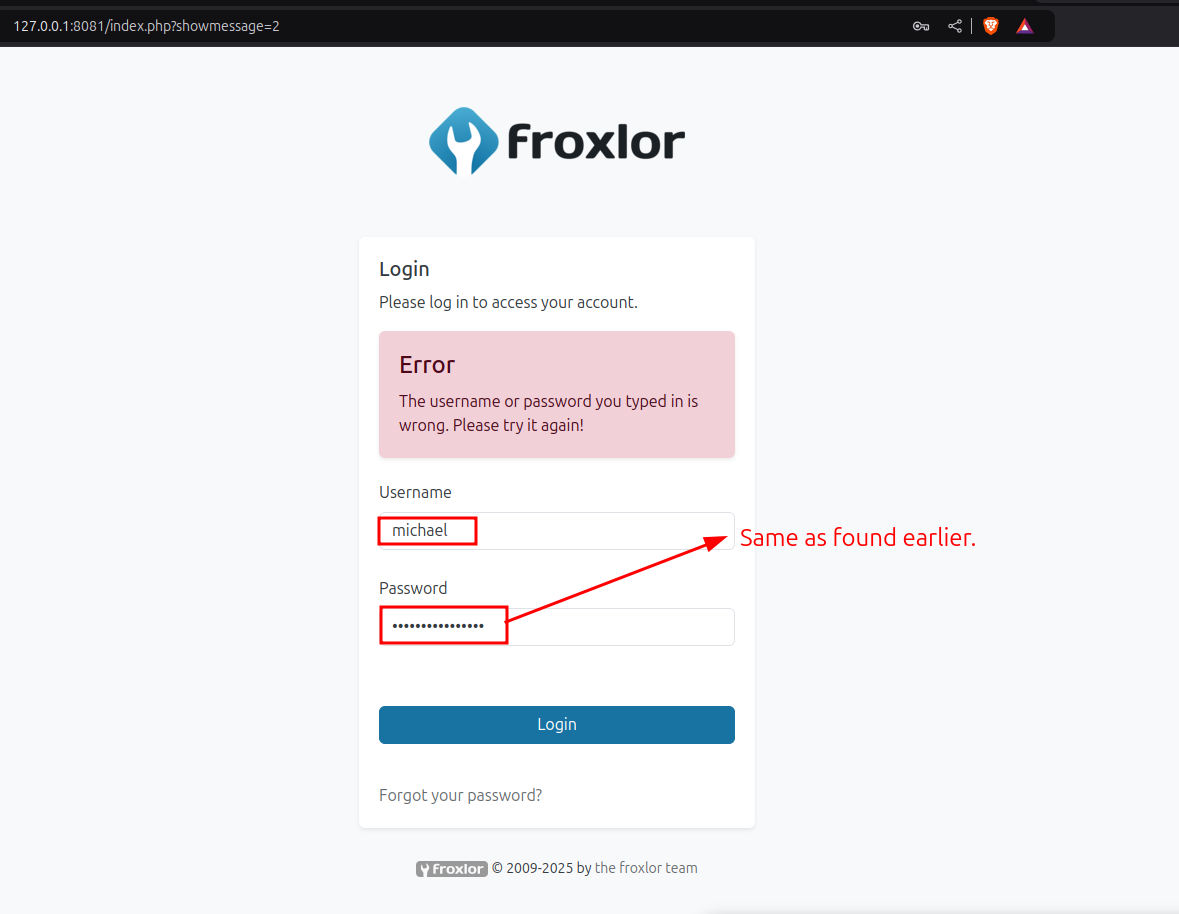 127.0.0.1:8081/index.php?showmessage=2
froxlor
Login
Please log in to access your account.
Error
The username or password you typed in is
wrong. Please try it again!
Username
michael
Same as found earlier.
Password
••••••••••••••••
Login
Forgot your password?
froxlor © 2009-2025 by the froxlor team